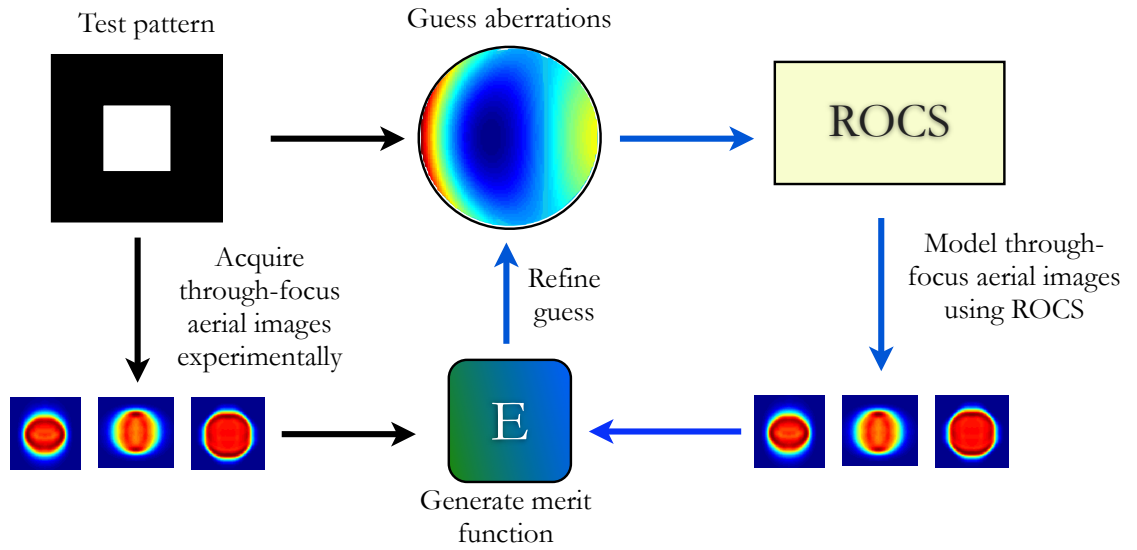 Test pattern
Guess aberrations
ROCS
Acquire
through-focus
aerial images
experimentally
Refine
guess
Model through-
focus aerial images
using ROCS
E
Generate merit
function